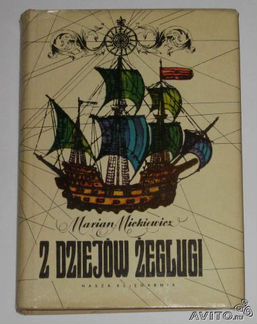 Marian Mickiewicz
Z DZIEJÓW ŻEGLUGI
NASZA KSIĘGARNIA
AVITO.ru